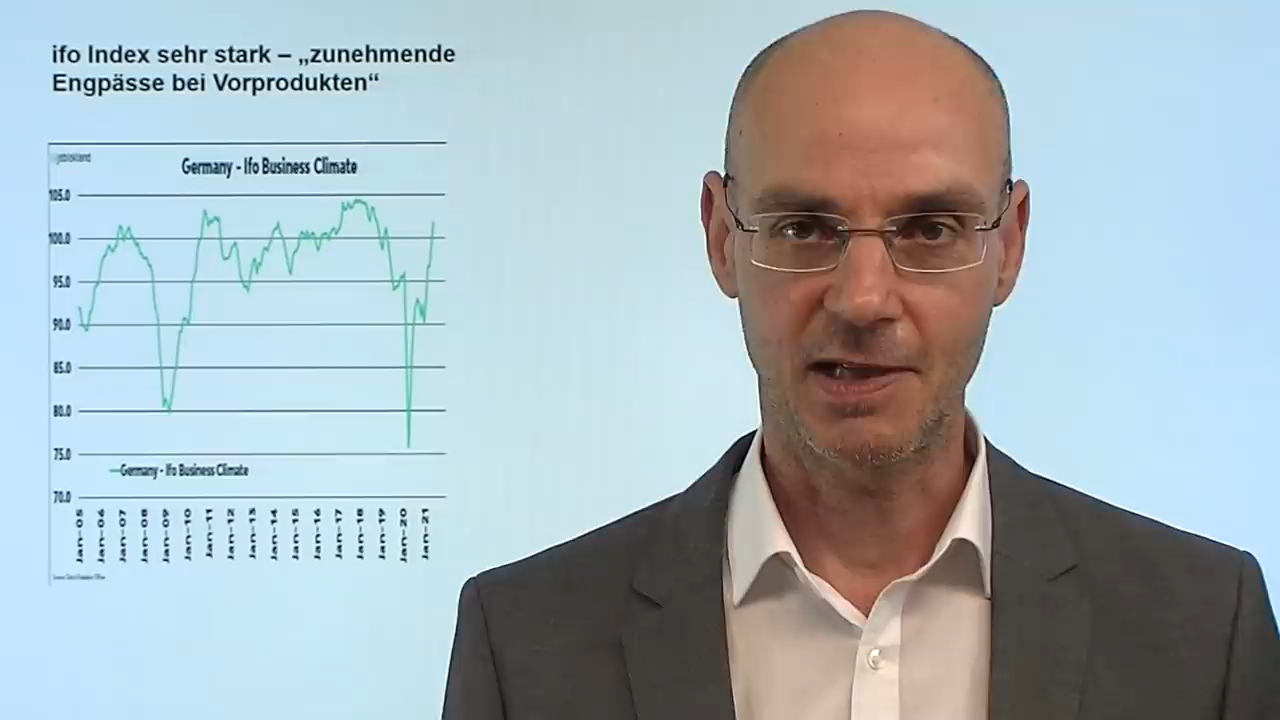 ifo Index sehr stark – „zunehmende
Engpässe bei Vorprodukten“
Germany - Ifo Business Climate
105.0
100.0
95.0
90.0
85.0
80.0
75.0
70.0
Germany - Ifo Business Climate
Jan-05
Jan-06
Jan-07
Jan-08
Jan-09
Jan-10
Jan-11
Jan-12
Jan-13
Jan-14
Jan-15
Jan-16
Jan-17
Jan-18
Jan-19
Jan-20
Jan-21